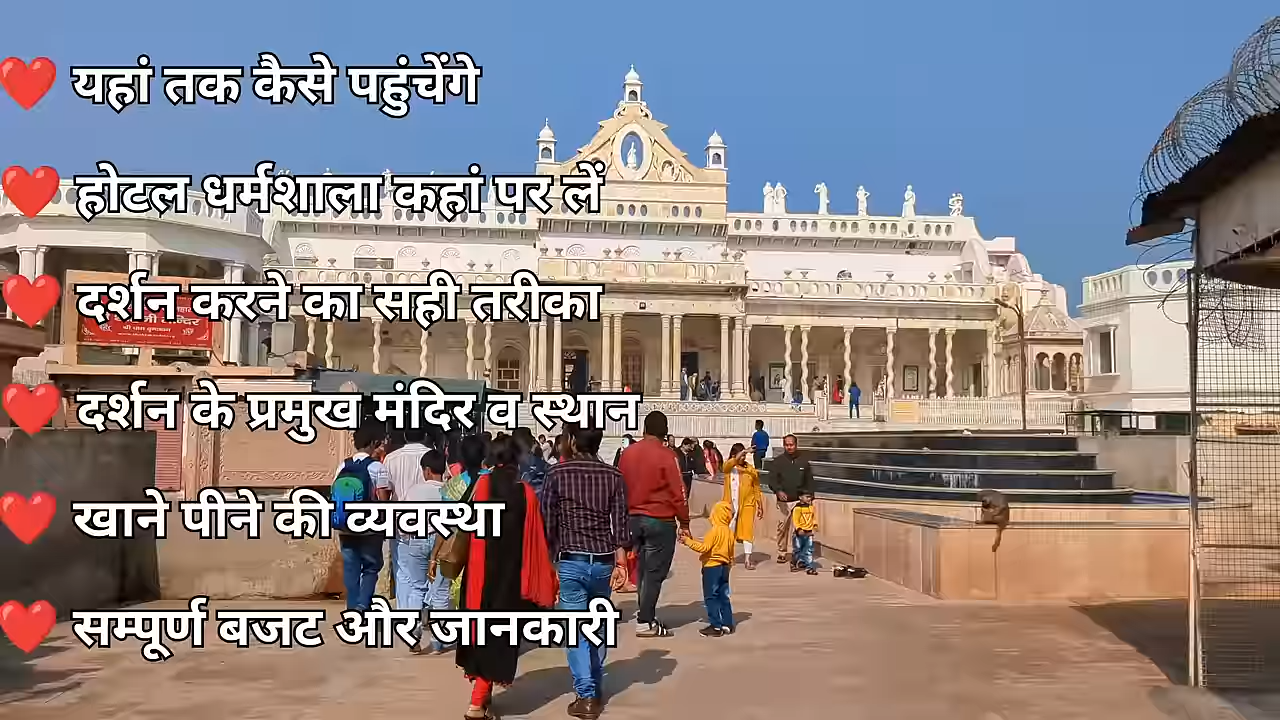 ❤️ यहां तक कैसे पहुंचेंगे
❤️ होटल धर्मशाला कहां पर लें
❤️ दर्शन करने का सही तरीका
❤️ दर्शन के प्रमुख मंदिर व स्थान
❤️ खाने पीने की व्यवस्था
❤️ सम्पूर्ण बजट और जानकारी